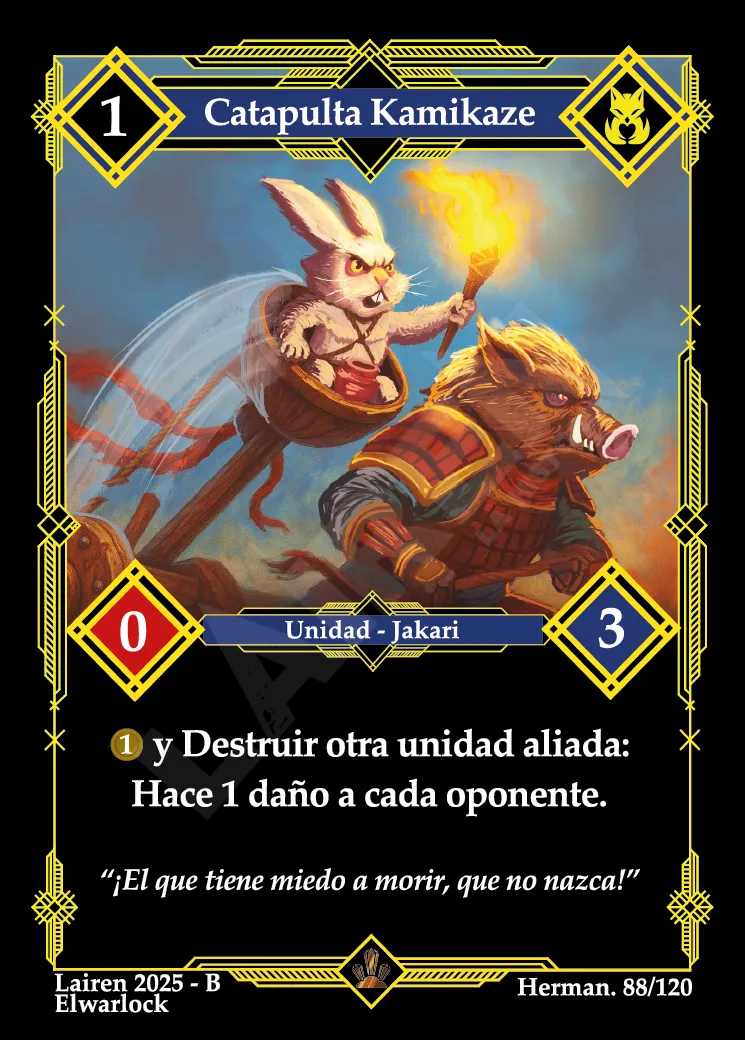 1
Catapulta Kamikaze
0
Unidad - Jakari
3
1 y Destruir otra unidad aliada:
Hace 1 daño a cada oponente.
“¡El que tiene miedo a morir, que no nazca!”
Lairen 2025 - B
Elwarlock
Herman. 88/120